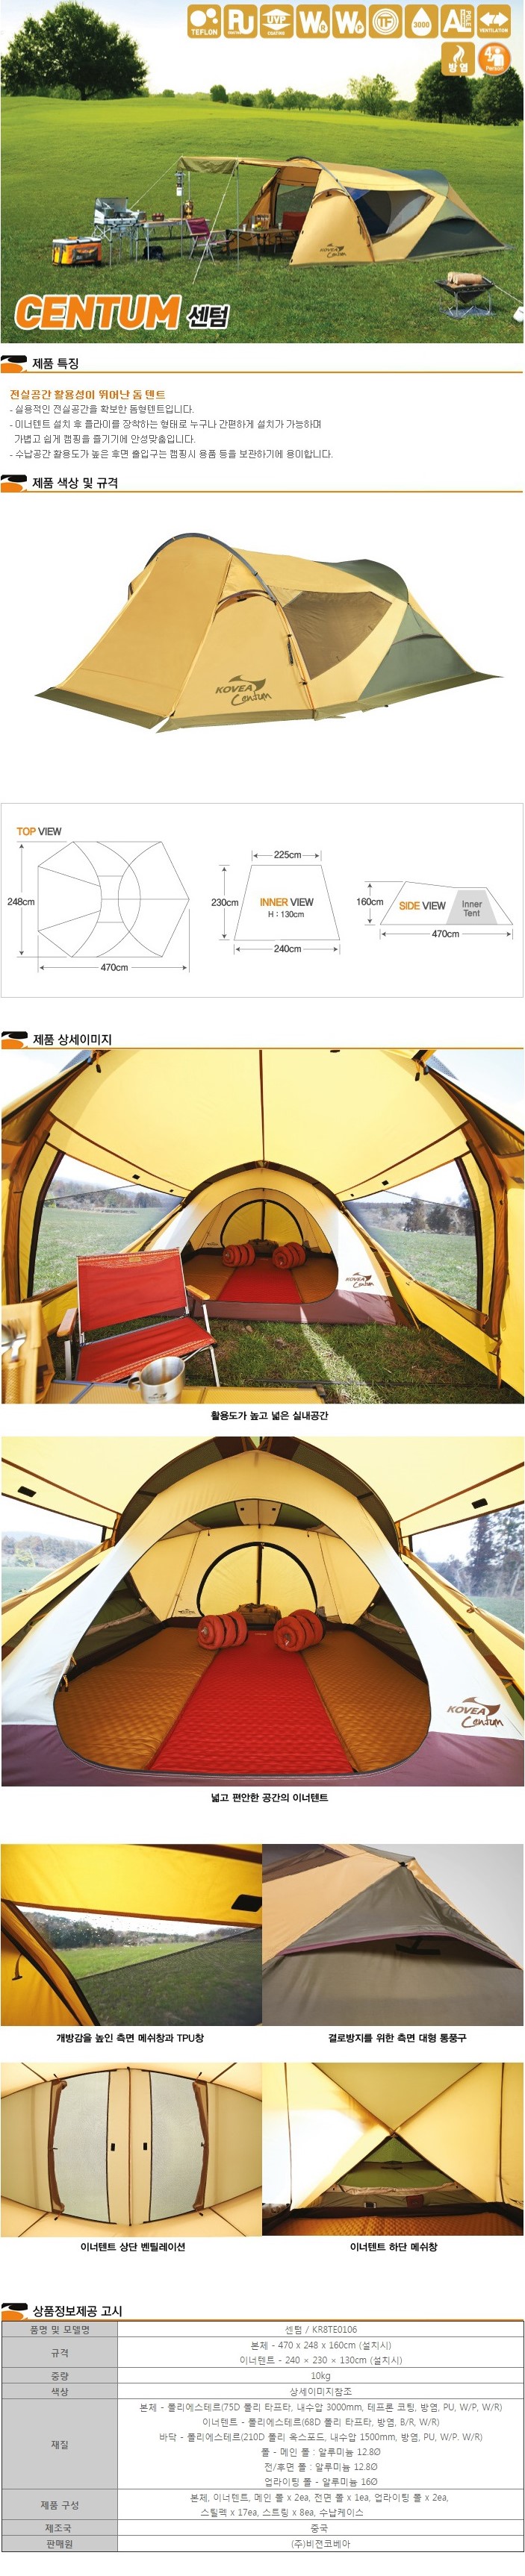 TEFLON
PU
UVP
COATING
W/P
W/R
TF
3000
AL
POLE
VENTILATION
방염
4~5
Person
KOVEA
Centum
CENTUM 센텀
제품 특징
전실공간 활용성이 뛰어난 돔 텐트
- 실용적인 전실공간을 확보한 돔형텐트입니다.
- 이너텐트 설치 후 플라이를 장착하는 형태로 누구나 간편하게 설치가 가능하며
가볍고 쉽게 캠핑을 즐기기에 안성맞춤입니다.
- 수납공간 활용도가 높은 후면 출입구는 캠핑시 용품 등을 보관하기에 용이합니다.
제품 색상 및 규격
KOVEA
Centum
TOP VIEW
248cm
470cm
225cm
230cm
INNER VIEW
H : 130cm
240cm
160cm
SIDE VIEW
Inner
Tent
470cm
제품 상세이미지
KOVEA
Centum
활용도가 높고 넓은 실내공간
KOVEA
Centum
넓고 편안한 공간의 이너텐트
개방감을 높인 측면 메쉬창과 TPU창
결로방지를 위한 측면 대형 통풍구
이너텐트 상단 벤틸레이션
이너텐트 하단 메쉬창
상품정보제공 고시
품명 및 모델명 센텀 / KR8TE0106
규격 본체 - 470 x 248 x 160cm (설치시)
이너텐트 - 240 × 230 × 130cm (설치시)
중량 10kg
색상 상세이미지참조
재질 본체 - 폴리에스테르(75D 폴리 타프타, 내수압 3000mm, 테프론 코팅, 방염, PU, W/P, W/R)
이너텐트 - 폴리에스테르(68D 폴리 타프타, 방염, B/R, W/R)
바닥 - 폴리에스테르(210D 폴리 옥스포드, 내수압 1500mm, 방염, PU, W/P. W/R)
폴 - 메인 폴 : 알루미늄 12.8Ø
전/후면 폴 : 알루미늄 12.8Ø
업라이팅 폴 - 알루미늄 16Ø
제품 구성 본체, 이너텐트, 메인 폴 x 2ea, 전면 폴 x 1ea, 업라이팅 폴 x 2ea,
스틸펙 x 17ea, 스트링 x 8ea, 수납케이스
제조국 중국
판매원 (주)비젼코베아